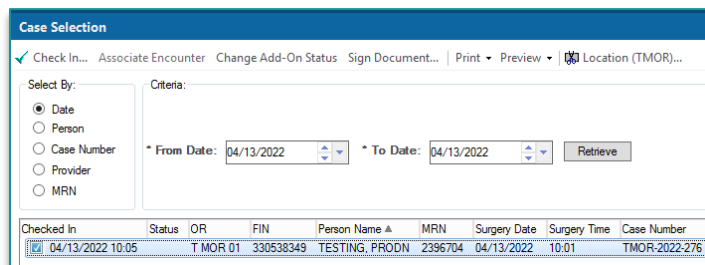 Case Selection
Check In... Associate Encounter Change Add-On Status Sign Document... Print Preview Location (TMOR)...
Select By:
Criteria:
Date
Person
Case Number
Provider
MRN
* From Date: 04/13/2022 * To Date: 04/13/2022 Retrieve
Checked In Status OR FIN Person Name MRN Surgery Date Surgery Time Case Number
04/13/2022 10:05 T MOR 01 330538349 TESTING, PRODN 2396704 04/13/2022 10:01 TMOR-2022-276